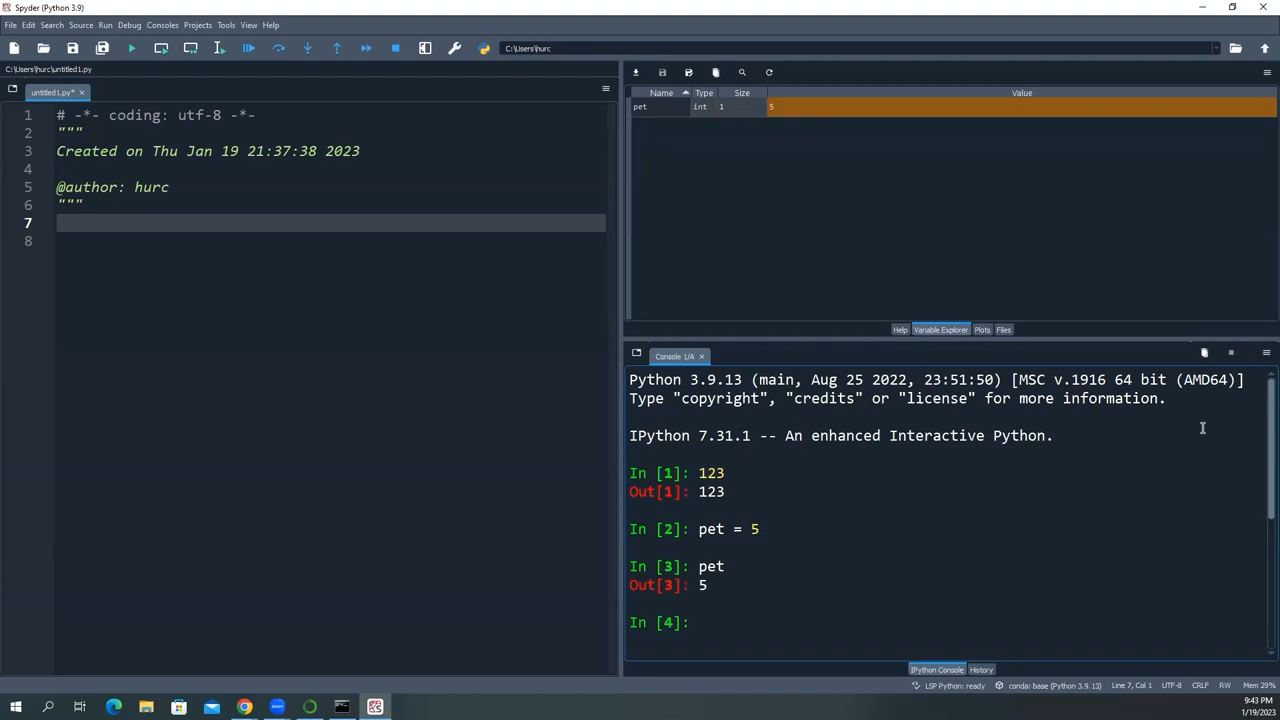 Spyder (Python 3.9)
File Edit Search Source Run Debug Consoles Projects Tools View Help
C:\Users\hurc
C:\Users\hurc\untitled1.py
untitled1.py*
1 # -*- coding: utf-8 -*-
2 """
3 Created on Thu Jan 19 21:37:38 2023
4
5 @author: hurc
6 """
7
8
Name Type Size Value
pet int 1 5
Help Variable Explorer Plots Files
Console 1/A
Python 3.9.13 (main, Aug 25 2022, 23:51:50) [MSC v.1916 64 bit (AMD64)]
Type "copyright", "credits" or "license" for more information.
IPython 7.31.1 -- An enhanced Interactive Python.
In [1]: 123
Out[1]: 123
In [2]: pet = 5
In [3]: pet
Out[3]: 5
In [4]:
IPython Console History
LSP Python: ready conda: base (Python 3.9.13) Line 7, Col 1 UTF-8 CRLF RW Mem 29%
9:43 PM
1/19/2023